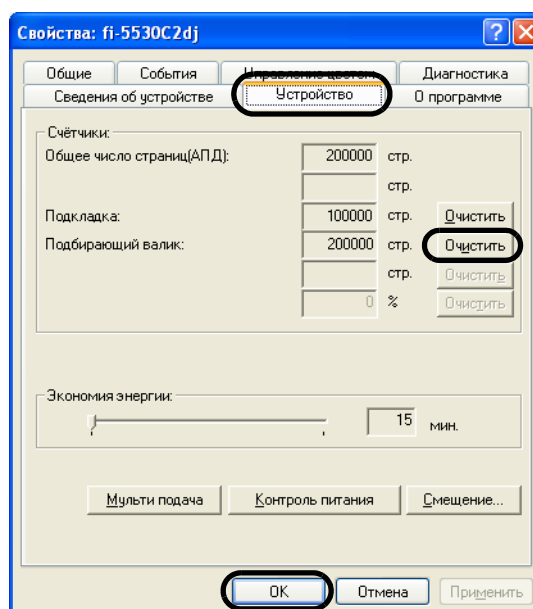 Свойства: fi-5530C2dj
Общие События Управление цветом Диагностика
Сведения об устройстве Устройство О программе
Счётчики:
Общее число страниц(АПД): 200000 стр.
стр.
Подкладка: 100000 стр. Очистить
Подбирающий валик: 200000 стр. Очистить
стр. Очистить
0 % Очистить
Экономия энергии:
15 мин.
Мульти подача Контроль питания Смещение...
OK Отмена Применить